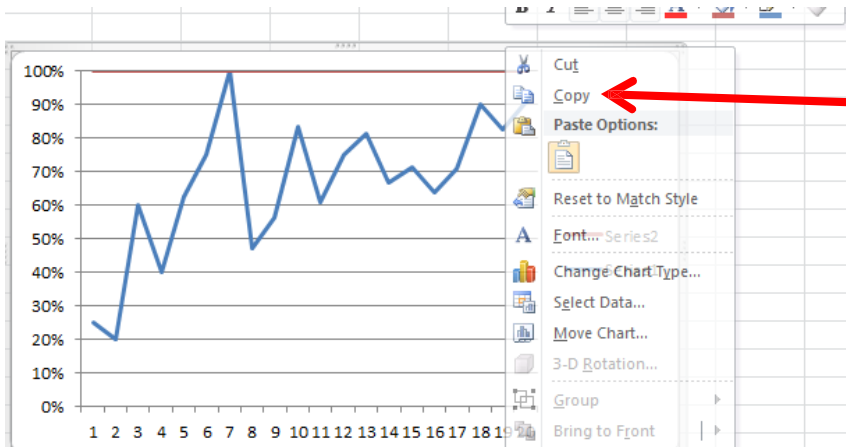 100%
90%
80%
70%
60%
50%
40%
30%
20%
10%
0%
1 2 3 4 5 6 7 8 9 10 11 12 13 14 15 16 17 18 19
Cut
Copy
Paste Options:
Reset to Match Style
Font...
Series2
Change Chart Type...
Select Data...
Move Chart...
3-D Rotation...
Group
Bring to Front